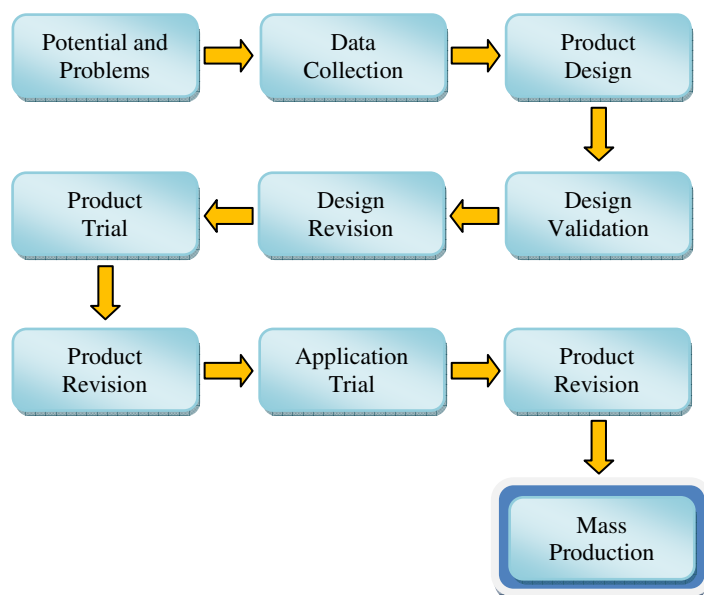 Potential and
Problems
Data
Collection
Product
Design
Design
Validation
Design
Revision
Product
Trial
Product
Revision
Application
Trial
Product
Revision
Mass
Production